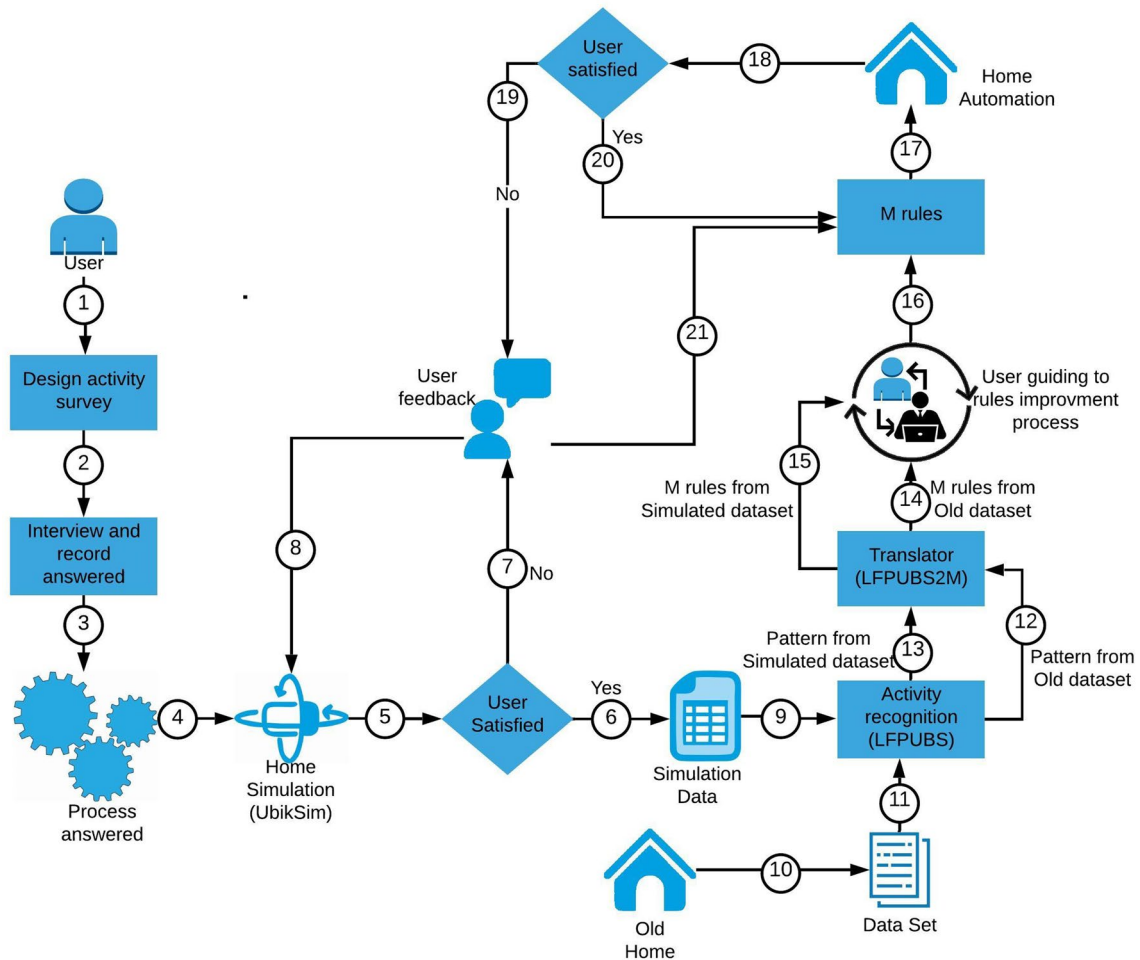 User
satisfied
18
Home
Automation
19
Yes
20
17
No
M rules
User
1
16
21
Design activity
survey
User
feedback
User guiding to
rules improvment
process
2
15
M rules from
Simulated dataset
14
M rules from
Old dataset
Interview and
record
answered
8
7
No
Translator
(LFPUBS2M)
3
12
Pattern from
Simulated dataset
13
Pattern from
Old dataset
4
5
User
Satisfied
Yes
6
9
Activity
recognition
(LFPUBS)
Home
Simulation
(UbikSim)
Simulation
Data
Process
answered
11
10
Old
Home
Data Set